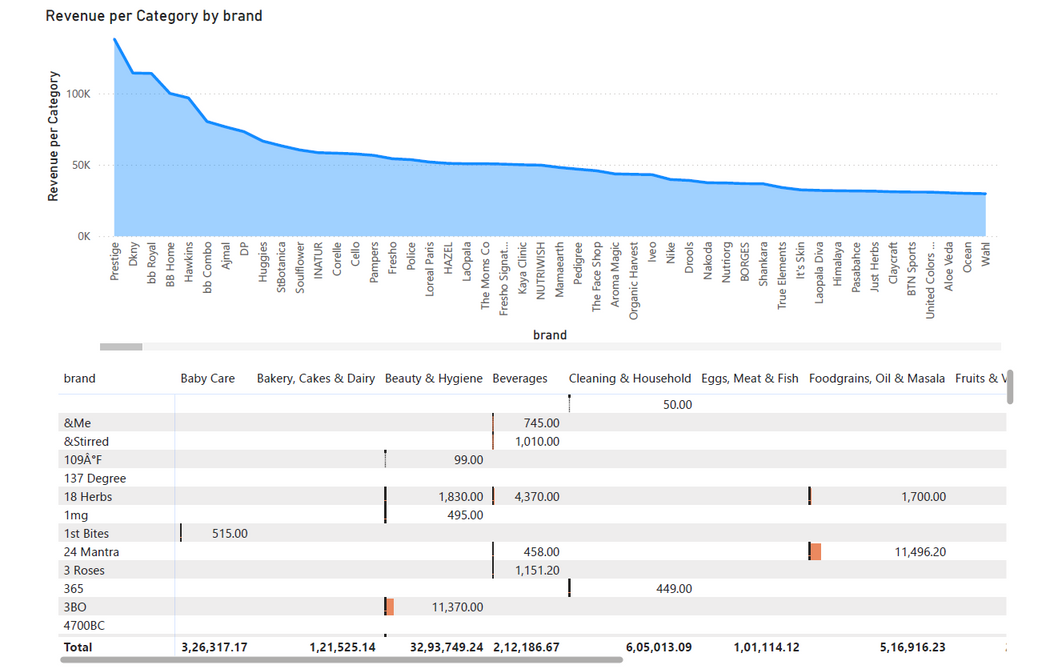 Revenue per Category by brand
Revenue per Category
100K
50K
0K
Prestige
Dkny
bb Royal
BB Home
Hawkins
bb Combo
Ajmal
DP
Huggies
StBotanica
Soulflower
INATUR
Corelle
Cello
Pampers
Fresho
Police
Loreal Paris
HAZEL
LaOpala
The Moms Co
Fresho Signat...
Kaya Clinic
NUTRIWISH
Mamaearth
Pedigree
The Face Shop
Aroma Magic
Organic Harvest
Iveo
Nike
Drools
Nakoda
Nutriorg
BORGES
Shankara
True Elements
It's Skin
Laopala Diva
Himalaya
Pasabahce
Just Herbs
Claycraft
BTN Sports
United Colors ...
Aloe Veda
Ocean
Wahl
brand
brand Baby Care Bakery, Cakes & Dairy Beauty & Hygiene Beverages Cleaning & Household Eggs, Meat & Fish Foodgrains, Oil & Masala Fruits & V
50.00
&Me 745.00
&Stirred 1,010.00
109Â°F 99.00
137 Degree
18 Herbs 1,830.00 4,370.00 1,700.00
1mg 495.00
1st Bites 515.00
24 Mantra 458.00 11,496.20
3 Roses 1,151.20
365 449.00
3BO 11,370.00
4700BC
Total 3,26,317.17 1,21,525.14 32,93,749.24 2,12,186.67 6,05,013.09 1,01,114.12 5,16,916.23